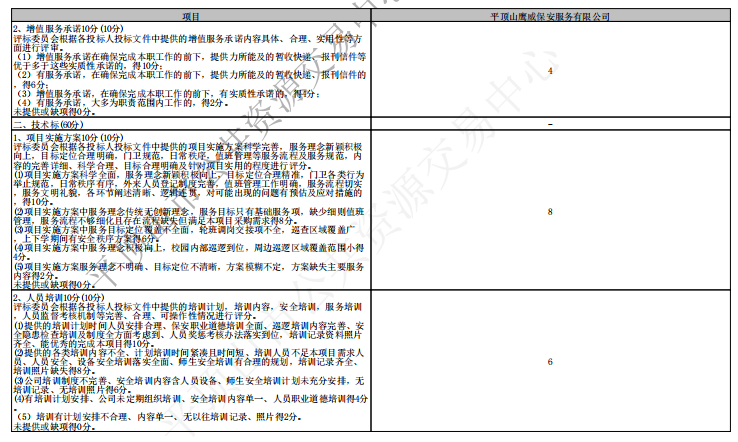 项目
平顶山鹰威保安服务有限公司
2、增值服务承诺10分(10分)
评标委员会根据各投标人投标文件中提供的增值服务承诺内容具体、合理、实用性等方
面进行评审。
（1）增值服务承诺在确保完成本职工作的前下，提供力所能及的暂收快递、报刊信件等
优于多于这些实质性承诺的，得10分；
（2）有服务承诺，在确保完成本职工作的前下，提供力所能及的暂收快递、报刊信件的
，得6分；
（3）增值服务承诺，在确保完成本职工作的前下，有实质性承诺的，得4分；
（4）有服务承诺、大多为职责范围内工作的，得2分。
未提供或缺项得0分。
4
二、技术标(60分)
-
1、项目实施方案10分(10分)
评标委员会根据各投标人投标文件中提供的项目实施方案科学完善，服务理念新颖积极
向上，目标定位合理明确，门卫规范，日常秩序，值班管理等服务流程及服务规范，内
容的完善详细、科学合理、目标合理明确及针对项目实用的程度进行评分。
(1)项目实施方案科学全面，服务理念新颖积极向上，目标定位合理精准，门卫各类行为
举止规范，日常秩序有序，外来人员登记制度完善，值班管理工作明确，服务流程切实
，服务文明礼貌，各环节阐述清晰、逻辑连贯，对可能出现的问题有预估及应对措施的
，得10分。
(2)项目实施方案中服务理念传统无创新理念，服务目标只有基础服务项，缺少细则值班
管理，服务流程不够细化且存在流程缺失但满足本项目采购需求得8分。
(3)项目实施方案中服务目标定位覆盖不全面，轮班调岗交接项不全，巡查区域覆盖广
，上下学期间有安全秩序方案得6分。
(4)项目实施方案中服务理念积极向上，校园内部巡逻到位，周边巡逻区域覆盖范围小得
4分。
(5)项目实施方案服务理念不明确、目标定位不清晰，方案模糊不定，方案缺失主要服务
内容得2分。
未提供或缺项得0分。
8
2、人员培训10分(10分)
评标委员会根据各投标人投标文件中提供的培训计划，培训内容，安全培训，服务培训
，人员监督考核机制等完善、合理、可操作性情况进行评分。
(1)提供的培训计划时间人员安排合理、保安职业道德培训全面、巡逻培训内容完善、安
全隐患检查培训及制度全方面考虑到、人员奖惩考核办法落实到位，培训记录资料照片
齐全、能优秀的完成本项目得10分。
(2)提供的各类培训内容不全、计划培训时间紧凑且时间短、培训人员不足本项目需求人
员、人员安全、设备安全培训落实全面、师生安全培训有合理的规划，培训记录齐全、
培训照片缺失得8分。
(3)公司培训制度不完善、安全培训内容含人员设备、师生安全培训计划未充分安排，无
培训记录、无培训照片得6分。
(4)有培训计划安排、公司未定期组织培训、安全培训内容单一、人员职业道德培训得4分
。
（5）培训有计划安排不合理、内容单一、无以往培训记录、照片得2分。
未提供或缺项得0分。
6